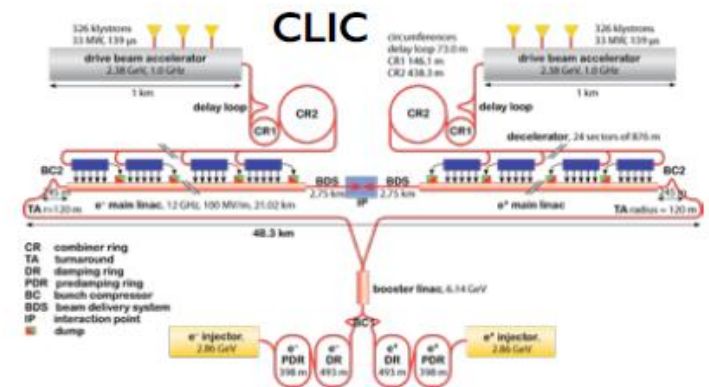 CLIC
326 klystrons
33 MW, 139 µs
drive beam accelerator
2.38 GeV, 1.0 GHz
1 km
delay loop
CR1
CR2
circumferences
delay loop 73.0 m
CR1 146.1 m
CR2 438.3 m
326 klystrons
33 MW, 139 µs
drive beam accelerator
2.38 GeV, 1.0 GHz
1 km
delay loop
CR2
CR1
decelerator, 24 sectors of 876 m
BC2
245 m
TA r=120 m
e⁻ main linac, 12 GHz, 100 MV/m, 21.02 km
BDS
2.75 km
IP
BDS
2.75 km
e⁺ main linac
BC2
245 m
TA radius = 120 m
48.3 km
CR combiner ring
TA turnaround
DR damping ring
PDR predamping ring
BC bunch compressor
BDS beam delivery system
IP interaction point
dump
booster linac, 6.14 GeV
BC1
e⁻ injector,
2.86 GeV
e⁻
PDR
398 m
e⁻
DR
493 m
e⁺
DR
493 m
e⁺
PDR
398 m
e⁺ injector,
2.86 GeV